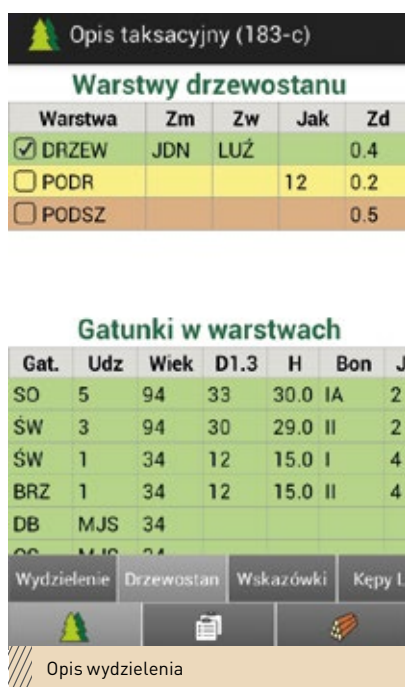 Opis taksacyjny (183-c)
Warstwy drzewostanu
Warstwa Zm Zw Jak Zd
DRZEW JDN LUŹ 0.4
PODR 12 0.2
PODSZ 0.5
Gatunki w warstwach
Gat. Udz Wiek D1.3 H Bon J
SO 5 94 33 30.0 IA 2
ŚW 3 94 30 29.0 II 2
ŚW 1 34 12 15.0 I 4
BRZ 1 34 12 15.0 II 4
DB MJS 34
Wydzielenie Drzewostan Wskazówki Kępy
Opis wydzielenia